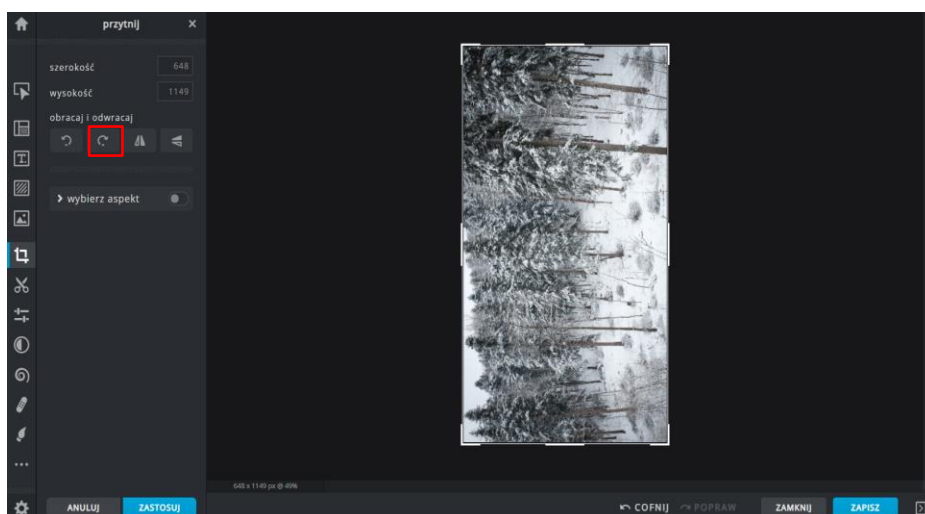 przytnij ×
szerokość 648
wysokość 1149
obracaj i odwracaj
wybierz aspekt
648 x 1149 px @ 49%
ANULUJ ZASTOSUJ COFNIJ POPRAW ZAMKNIJ ZAPISZ